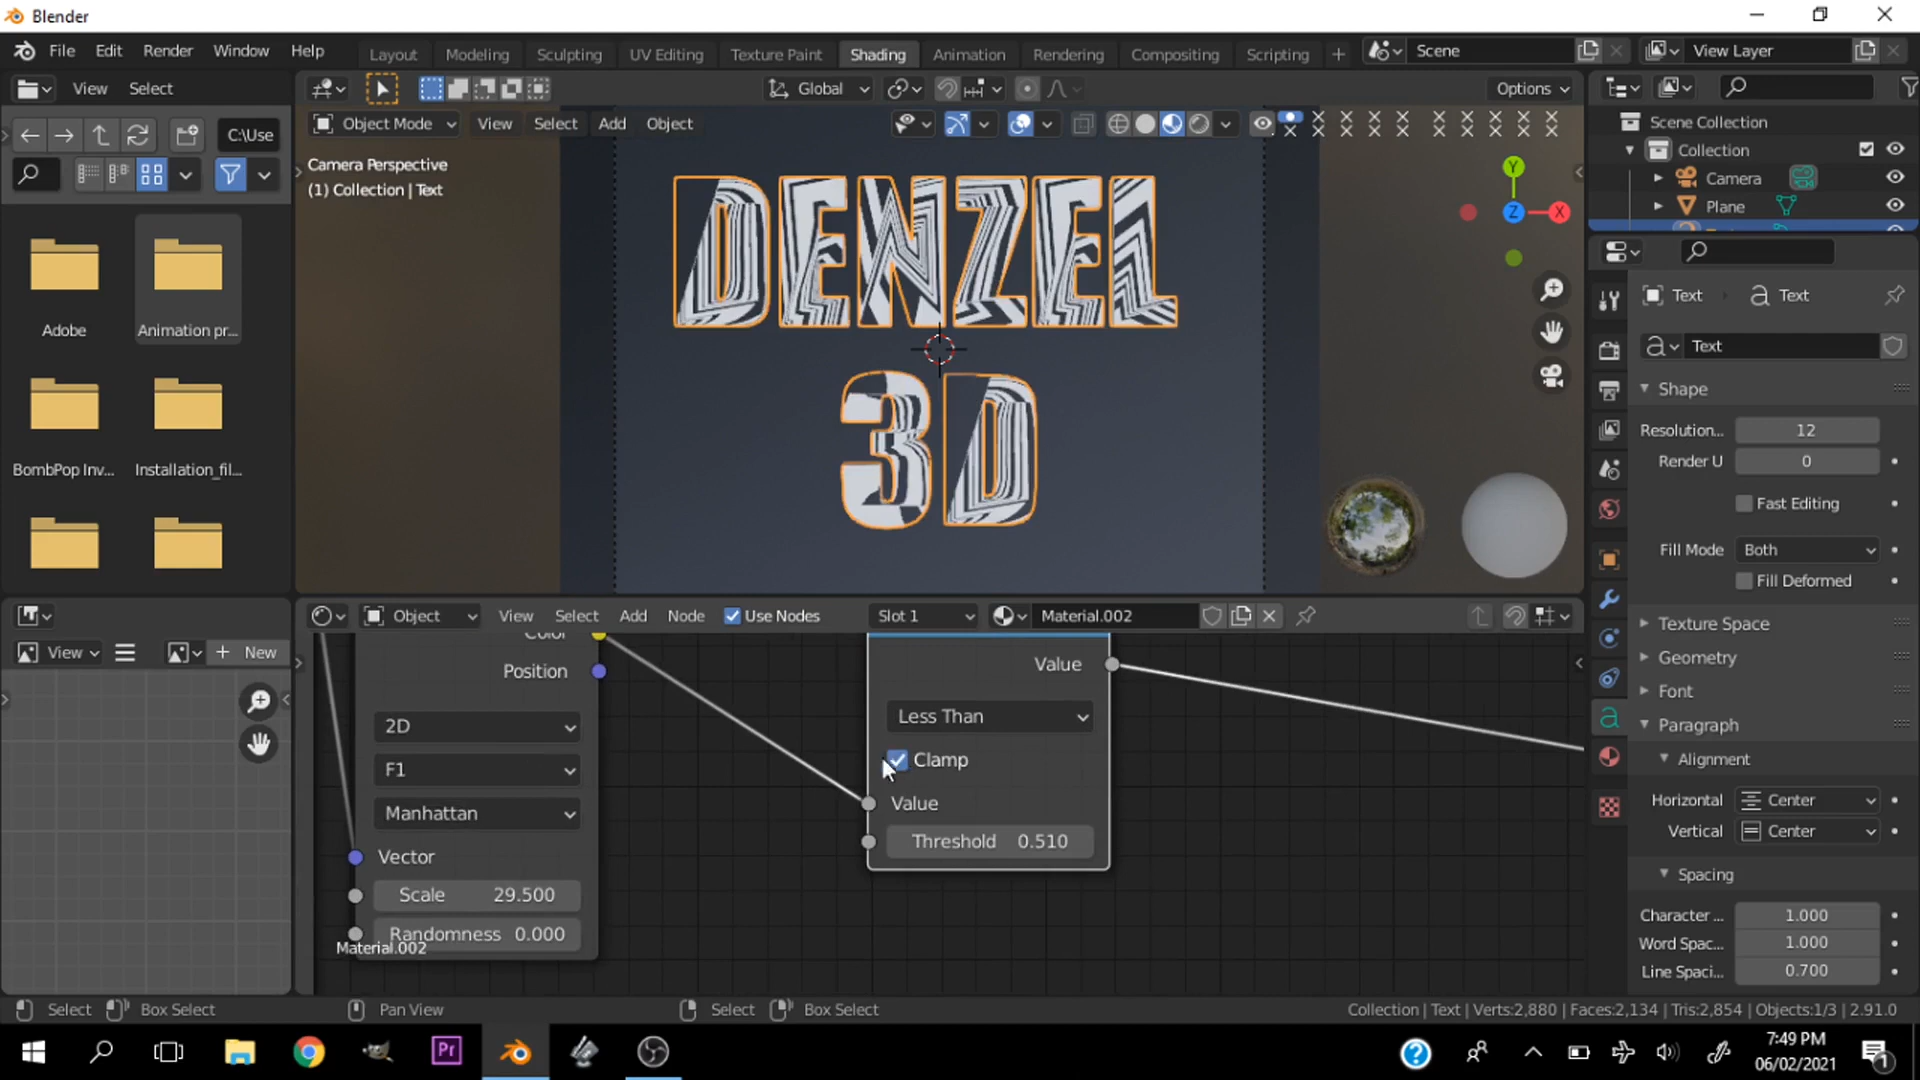 Blender
File Edit Render Window Help
Layout Modeling Sculpting UV Editing Texture Paint Shading Animation Rendering Compositing Scripting +
Scene
View Layer
View Select
Global
Options
C:\Use
Object Mode View Select Add Object
Camera Perspective
(1) Collection | Text
DENZEL
3D
Y
Z
X
Adobe
Animation pr...
BombPop Inv...
Installation_fil...
Scene Collection
Collection
Camera
Plane
Text
Text
Text
Shape
Resolution... 12
Render U 0
Fast Editing
Fill Mode Both
Fill Deformed
Texture Space
Geometry
Font
Paragraph
Alignment
Horizontal Center
Vertical Center
Spacing
Character ... 1.000
Word Spac... 1.000
Line Spaci... 0.700
View
New
Object View Select Add Node Use Nodes Slot 1 Material.002
Color
Position
2D
F1
Manhattan
Vector
Scale 29.500
Randomness 0.000
Material.002
Value
Less Than
Clamp
Value
Threshold 0.510
Select Box Select Pan View Select Box Select
Collection | Text | Verts:2,880 | Faces:2,134 | Tris:2,854 | Objects:1/3 | 2.91.0
Pr
7:49 PM
06/02/2021
1